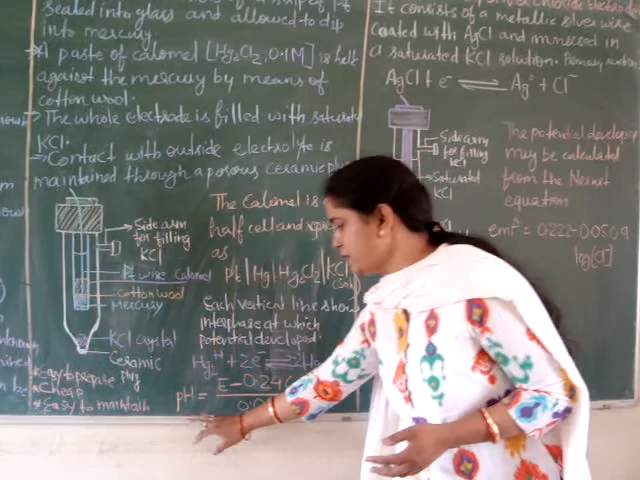 sealed into glass and allowed to dip
into mercury.
→ A paste of calomel [Hg₂Cl₂, 0.1M] is held
against the mercury by means of
cotton wool.
→ The whole electrode is filled with
KCl.
→ Contact with outside electrolyte is
maintained through a porous ceramic
Side arm
for filling
KCl
Pt wire Calomel
Cotton wool
Mercury
KCl crystal
Ceramic
plug
* Easy to prepare
* Cheap
* Easy to maintain
The Calomel is
half cell and
as
Pt | Hg | Hg₂Cl₂ | KCl
Each vertical line shows
interphase at which
potential developed.
+ 2e⁻
pH = E - 0.24
It consists of a metallic silver wire
coated with AgCl and immersed in
a saturated KCl solution. Primary
AgCl + e⁻ ⇌ Ag° + Cl⁻
Side arm
for filling
KCl
Saturated
KCl
The potential
may be calculated
from the Nernst
equation
emf = 0.222 - 0.0509
log [Cl⁻]